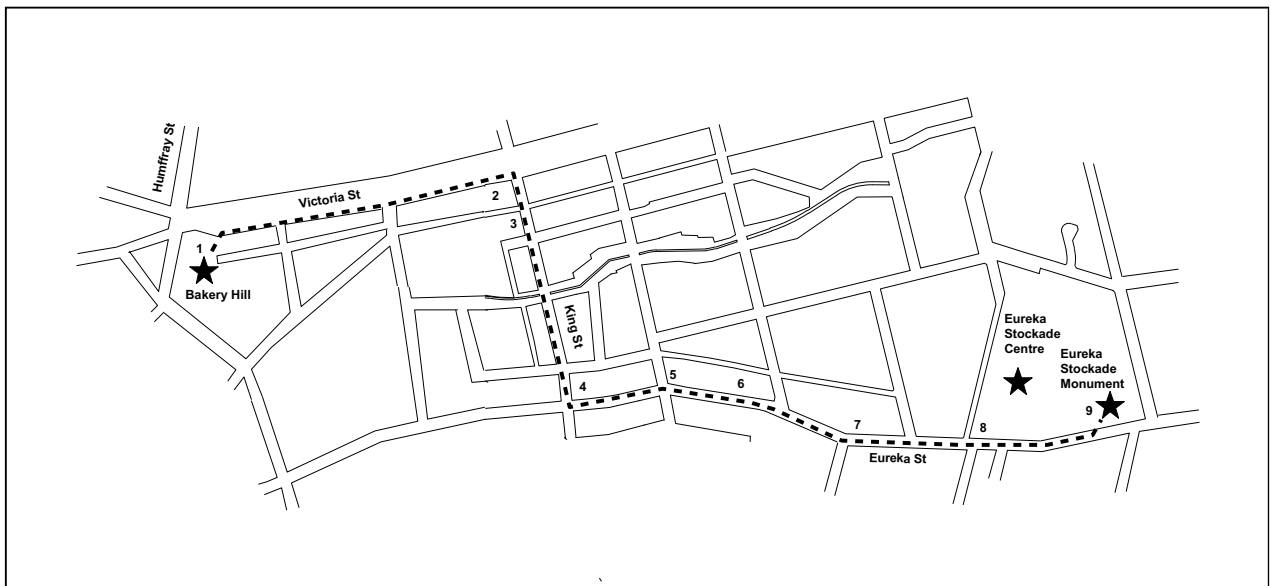 Humffray St
Victoria St
2
3
1
Bakery Hill
King St
Eureka
Stockade
Centre
Eureka
Stockade
Monument
4
5
6
9
7
8
Eureka St